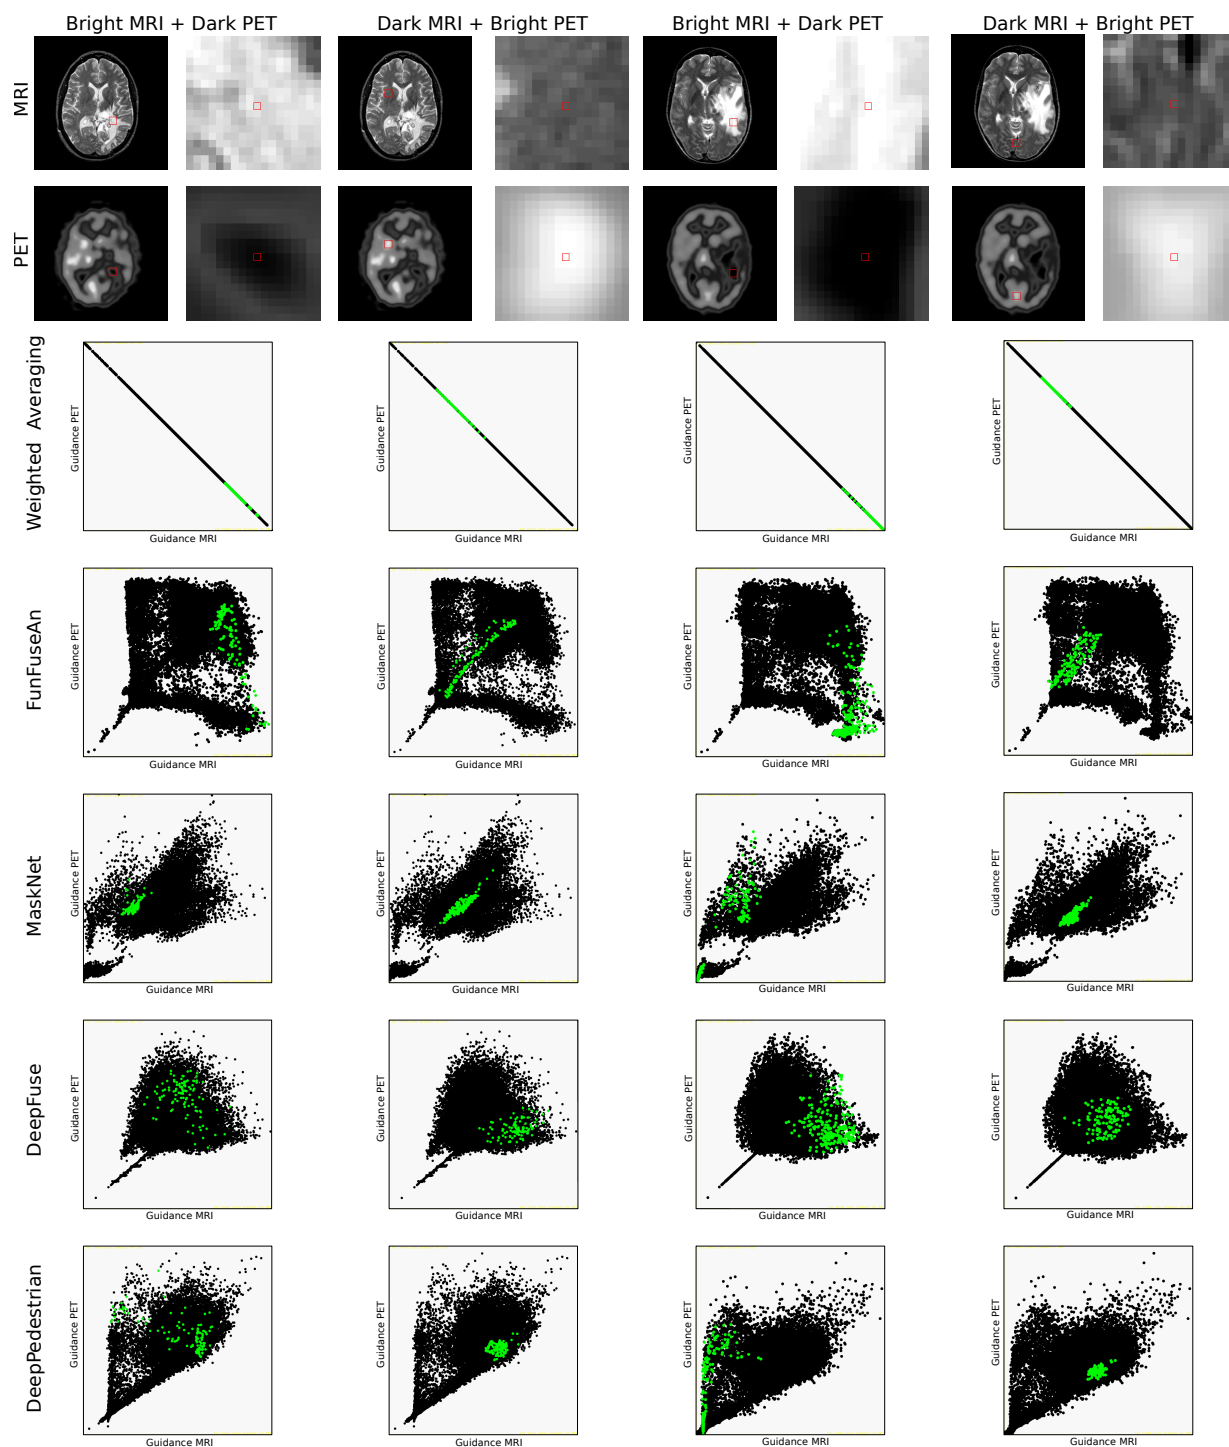 Bright MRI + Dark PET
Dark MRI + Bright PET
Bright MRI + Dark PET
Dark MRI + Bright PET
MRI
PET
Weighted Averaging
Guidance PET
Guidance MRI
Guidance PET
Guidance MRI
Guidance PET
Guidance MRI
Guidance PET
Guidance MRI
FunFuseAn
Guidance PET
Guidance MRI
Guidance PET
Guidance MRI
Guidance PET
Guidance MRI
Guidance PET
Guidance MRI
MaskNet
Guidance PET
Guidance MRI
Guidance PET
Guidance MRI
Guidance PET
Guidance MRI
Guidance PET
Guidance MRI
DeepFuse
Guidance PET
Guidance MRI
Guidance PET
Guidance MRI
Guidance PET
Guidance MRI
Guidance PET
Guidance MRI
DeepPedestrian
Guidance PET
Guidance MRI
Guidance PET
Guidance MRI
Guidance PET
Guidance MRI
Guidance PET
Guidance MRI